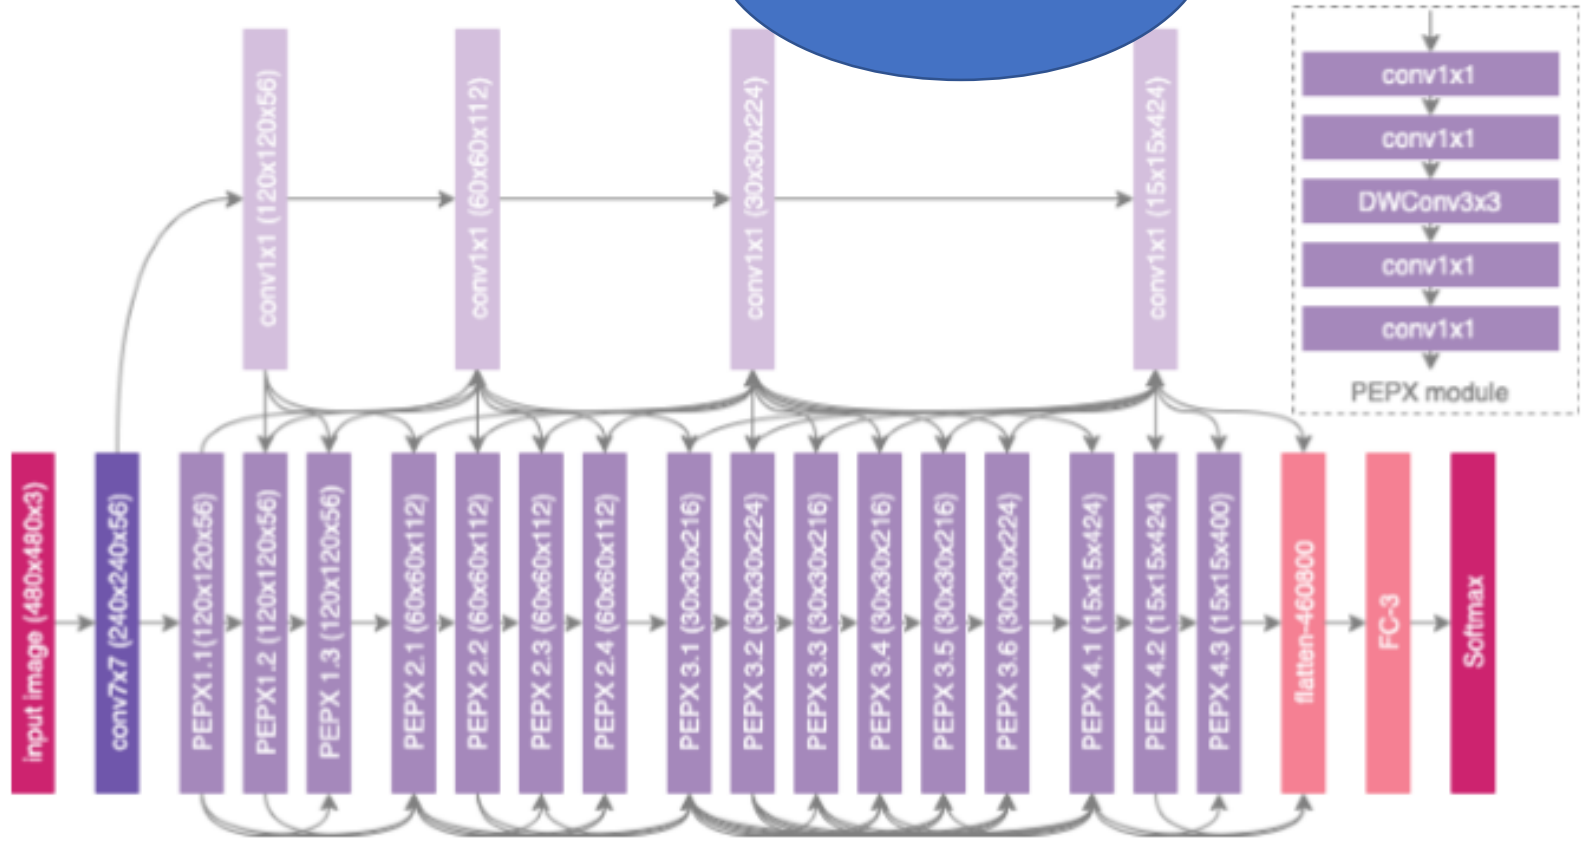 conv1x1 (120x120x56)
conv1x1 (60x60x112)
conv1x1 (30x30x224)
conv1x1 (15x15x424)
conv1x1
conv1x1
DWConv3x3
conv1x1
conv1x1
PEPX module
input image (480x480x3)
conv7x7 (240x240x56)
PEPX1.1(120x120x56)
PEPX1.2 (120x120x56)
PEPX 1.3 (120x120x56)
PEPX 2.1 (60x60x112)
PEPX 2.2 (60x60x112)
PEPX 2.3 (60x60x112)
PEPX 2.4 (60x60x112)
PEPX 3.1 (30x30x216)
PEPX 3.2 (30x30x224)
PEPX 3.3 (30x30x216)
PEPX 3.4 (30x30x216)
PEPX 3.5 (30x30x216)
PEPX 3.6 (30x30x224)
PEPX 4.1 (15x15x424)
PEPX 4.2 (15x15x424)
PEPX 4.3 (15x15x400)
flatten-460800
FC-3
Softmax